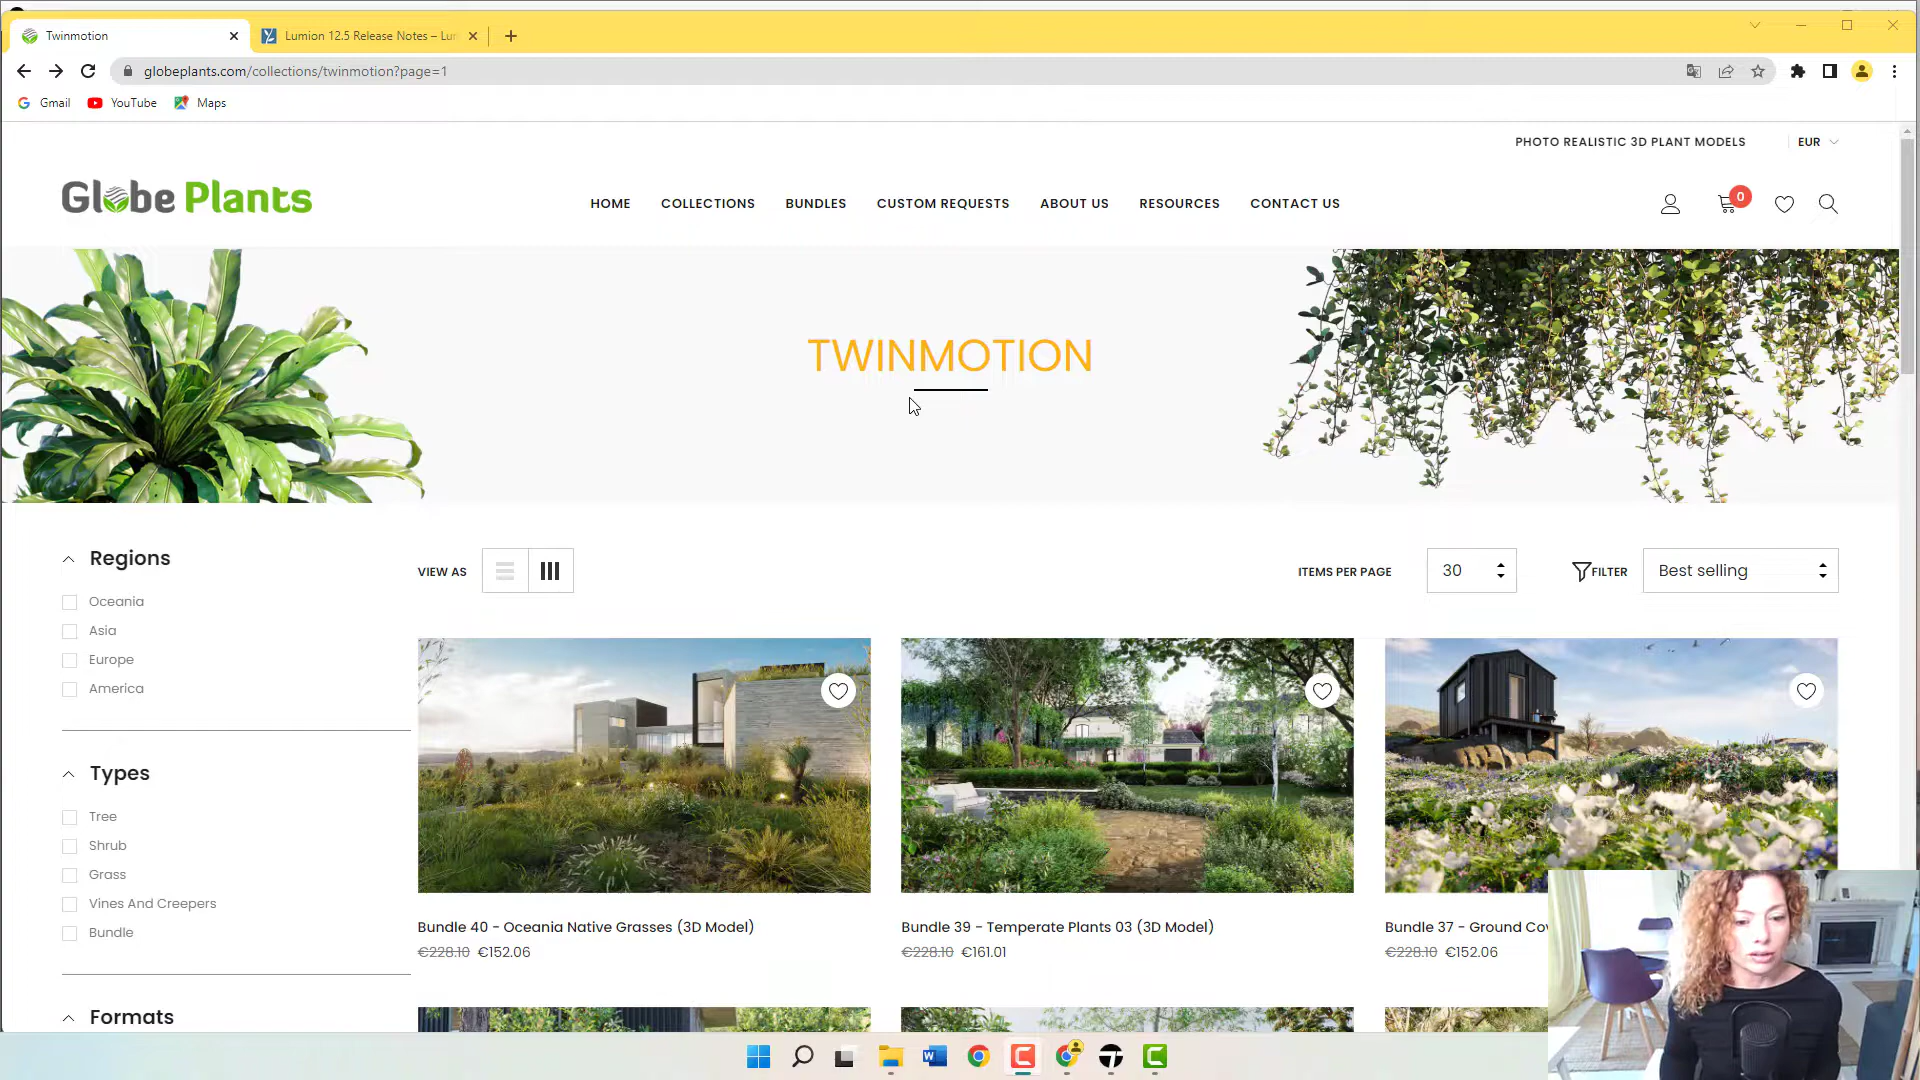 Twinmotion
Lumion 12.5 Release Notes – Lu
globeplants.com/collections/twinmotion?page=1
Gmail YouTube Maps
PHOTO REALISTIC 3D PLANT MODELS EUR
Globe Plants
HOME COLLECTIONS BUNDLES CUSTOM REQUESTS ABOUT US RESOURCES CONTACT US
0
TWINMOTION
Regions
Oceania
Asia
Europe
America
Types
Tree
Shrub
Grass
Vines And Creepers
Bundle
Formats
VIEW AS
ITEMS PER PAGE 30 FILTER Best selling
Bundle 40 - Oceania Native Grasses (3D Model)
€228.10 €152.06
Bundle 39 - Temperate Plants 03 (3D Model)
€228.10 €161.01
Bundle 37 - Ground Cov
€228.10 €152.06